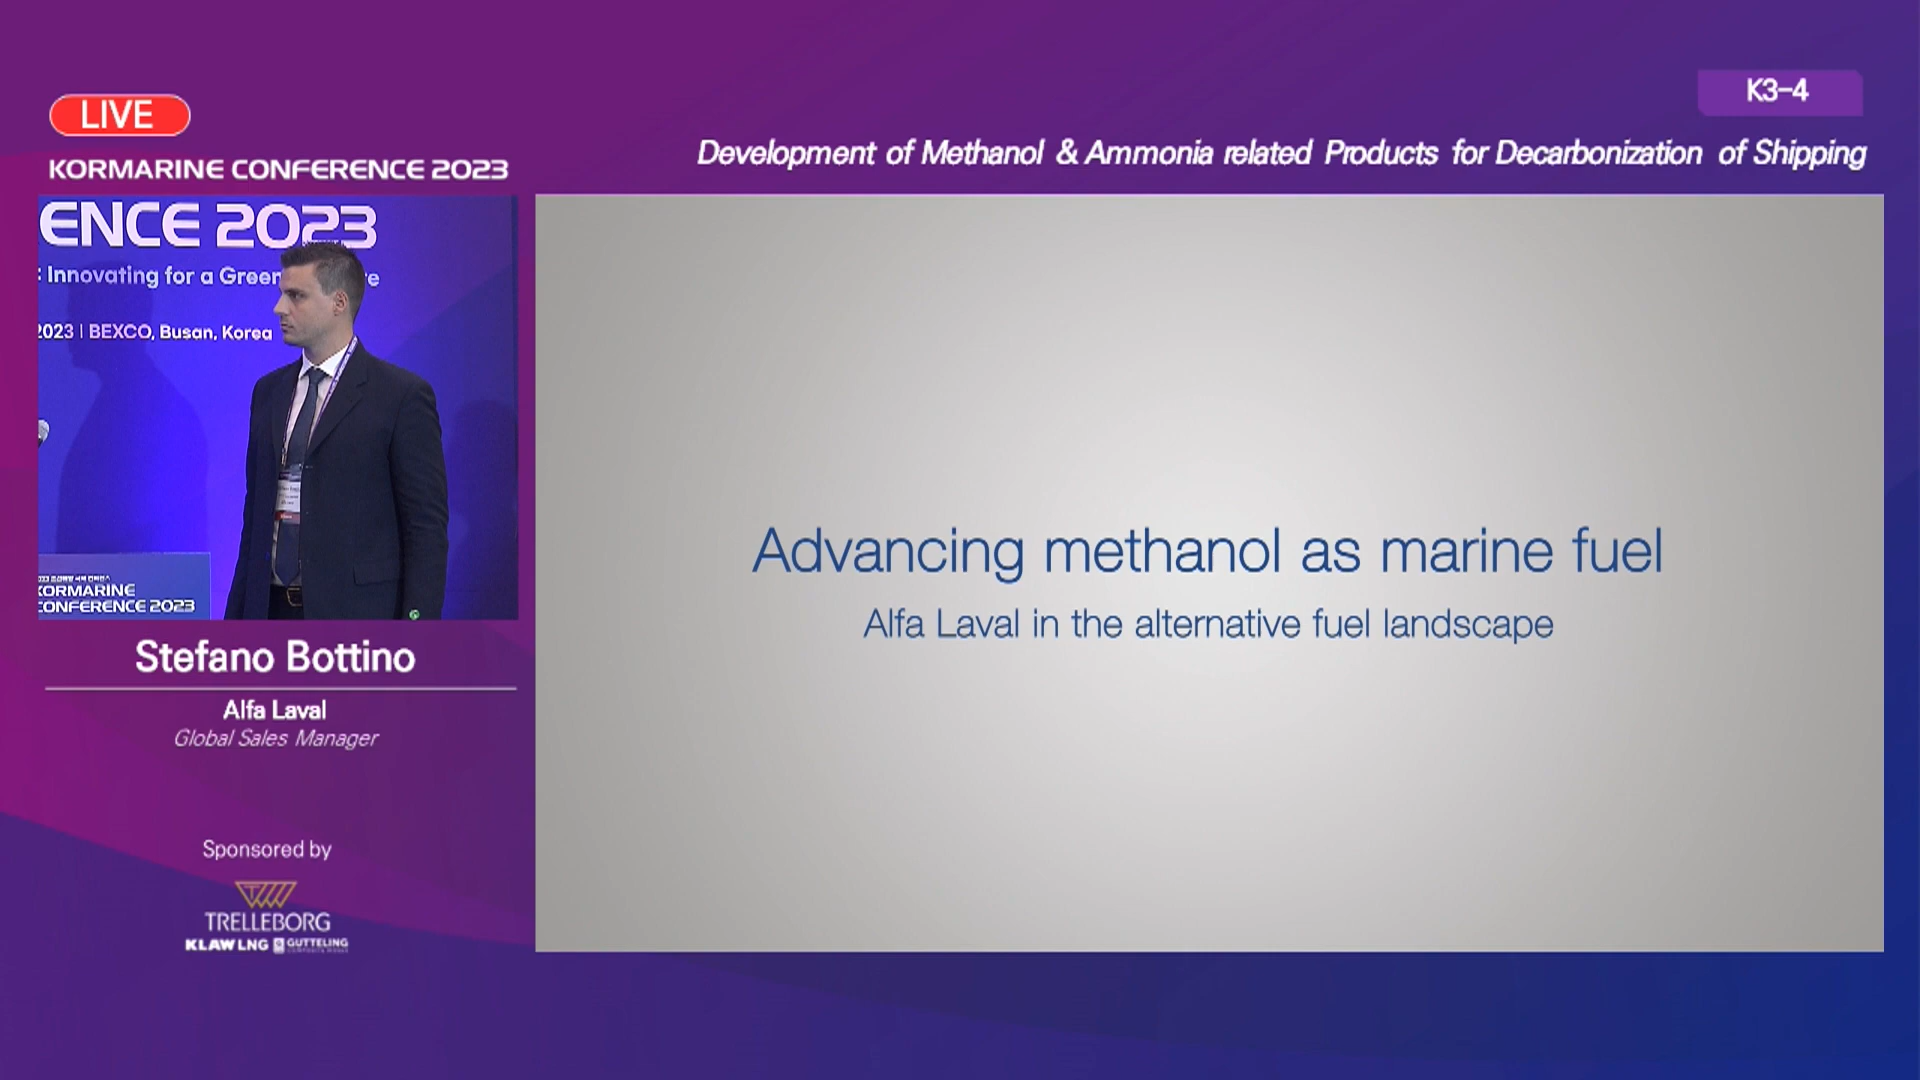 LIVE
KORMARINE CONFERENCE 2023
K3-4
Development of Methanol & Ammonia related Products for Decarbonization of Shipping
ENCE 2023
: Innovating for a Green
e
2023 | BEXCO, Busan, Korea
KORMARINE
CONFERENCE 2023
Stefano Bottino
Alfa Laval
Global Sales Manager
Sponsored by
TRELLEBORG
KLAW LNG GUTTELING
Advancing methanol as marine fuel
Alfa Laval in the alternative fuel landscape